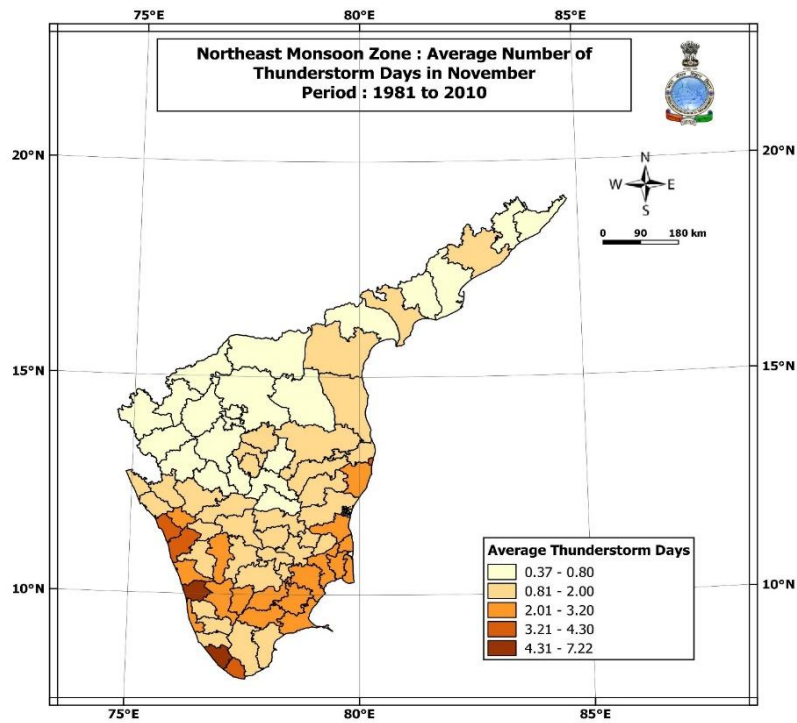 75°E 80°E 85°E
Northeast Monsoon Zone : Average Number of
Thunderstorm Days in November
Period : 1981 to 2010
20°N 20°N
N
W E
S
0 90 180 km
15°N 15°N
Average Thunderstorm Days
0.37 - 0.80
0.81 - 2.00
2.01 - 3.20
3.21 - 4.30
4.31 - 7.22
10°N 10°N
75°E 80°E 85°E